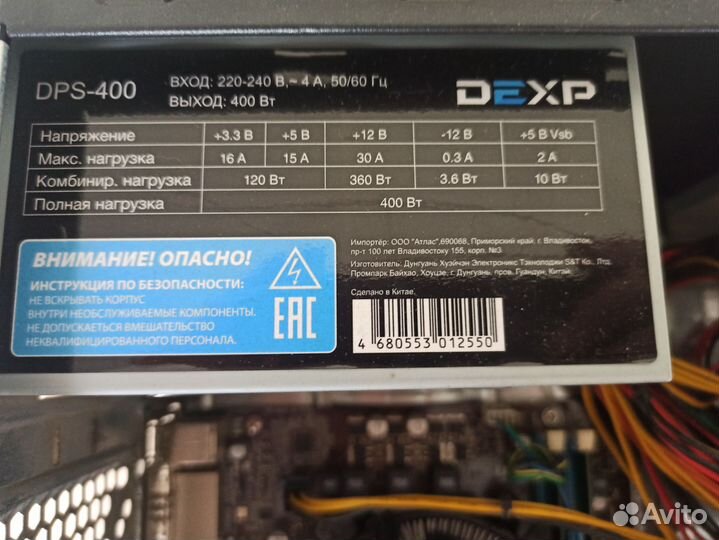 DPS-400
ВХОД: 220-240 В,~ 4 А, 50/60 Гц
ВЫХОД: 400 Вт
DEXP
Напряжение +3.3 В +5 В +12 В -12 В +5 В Vsb
Макс. нагрузка 16 А 15 А 30 А 0.3 А 2 А
Комбинир. нагрузка 120 Вт 360 Вт 3.6 Вт 10 Вт
Полная нагрузка 400 Вт
ВНИМАНИЕ! ОПАСНО!
ИНСТРУКЦИЯ ПО БЕЗОПАСНОСТИ:
НЕ ВСКРЫВАТЬ КОРПУС
ВНУТРИ НЕОБСЛУЖИВАЕМЫЕ КОМПОНЕНТЫ.
НЕ ДОПУСКАЕТСЯ ВМЕШАТЕЛЬСТВО
НЕКВАЛИФИЦИРОВАННОГО ПЕРСОНАЛА.
EAC
Импортёр: ООО "Атлас",690068, Приморский край, г. Владивосток,
пр-т 100 лет Владивостоку 155, корп. №3.
Изготовитель: Дунгуань Хуэйчэн Электроникс Тэкнолоджи S&T Ко., Лтд.
Промпарк Байхао, Хоуцзе, г. Дунгуань, пров. Гуандун, Китай.
Сделано в Китае.
4 680553 012550
Avito